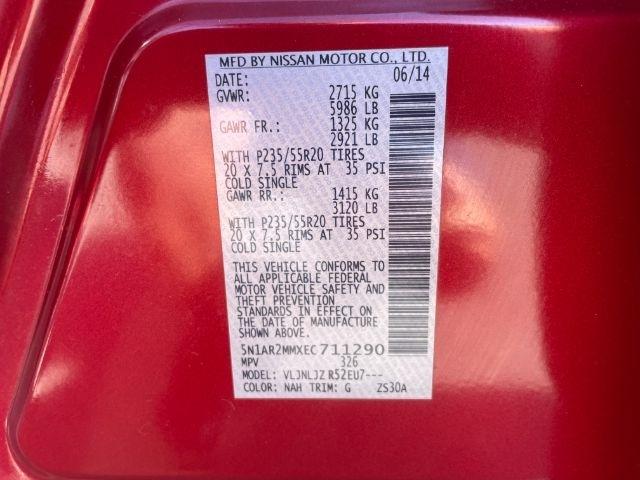 MFD BY NISSAN MOTOR CO., LTD.
DATE: 06/14
GVWR: 2715 KG
5986 LB
GAWR FR.: 1325 KG
2921 LB
WITH P235/55R20 TIRES
20 X 7.5 RIMS AT 35 PSI
COLD SINGLE
GAWR RR.: 1415 KG
3120 LB
WITH P235/55R20 TIRES
20 X 7.5 RIMS AT 35 PSI
COLD SINGLE
THIS VEHICLE CONFORMS TO
ALL APPLICABLE FEDERAL
MOTOR VEHICLE SAFETY AND
THEFT PREVENTION
STANDARDS IN EFFECT ON
THE DATE OF MANUFACTURE
SHOWN ABOVE.
5N1AR2MMXEC711290
MPV 326
MODEL: VLJNLJZ R52EU7---
COLOR: NAH TRIM: G ZS30A